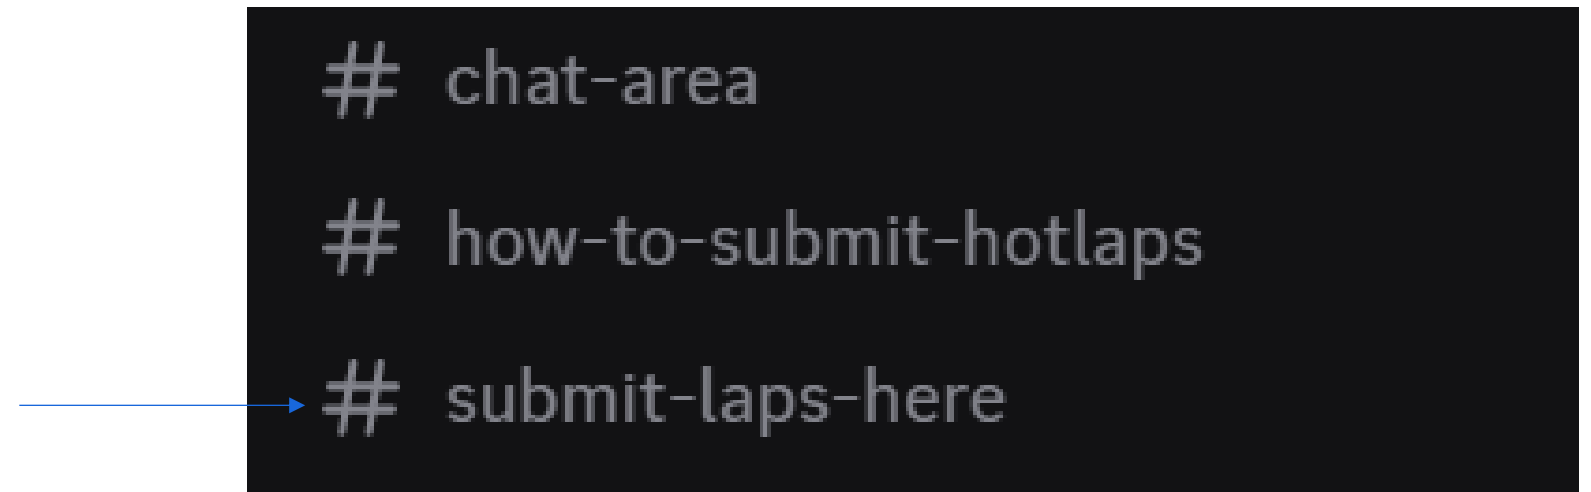 # chat-area
# how-to-submit-hotlaps
# submit-laps-here